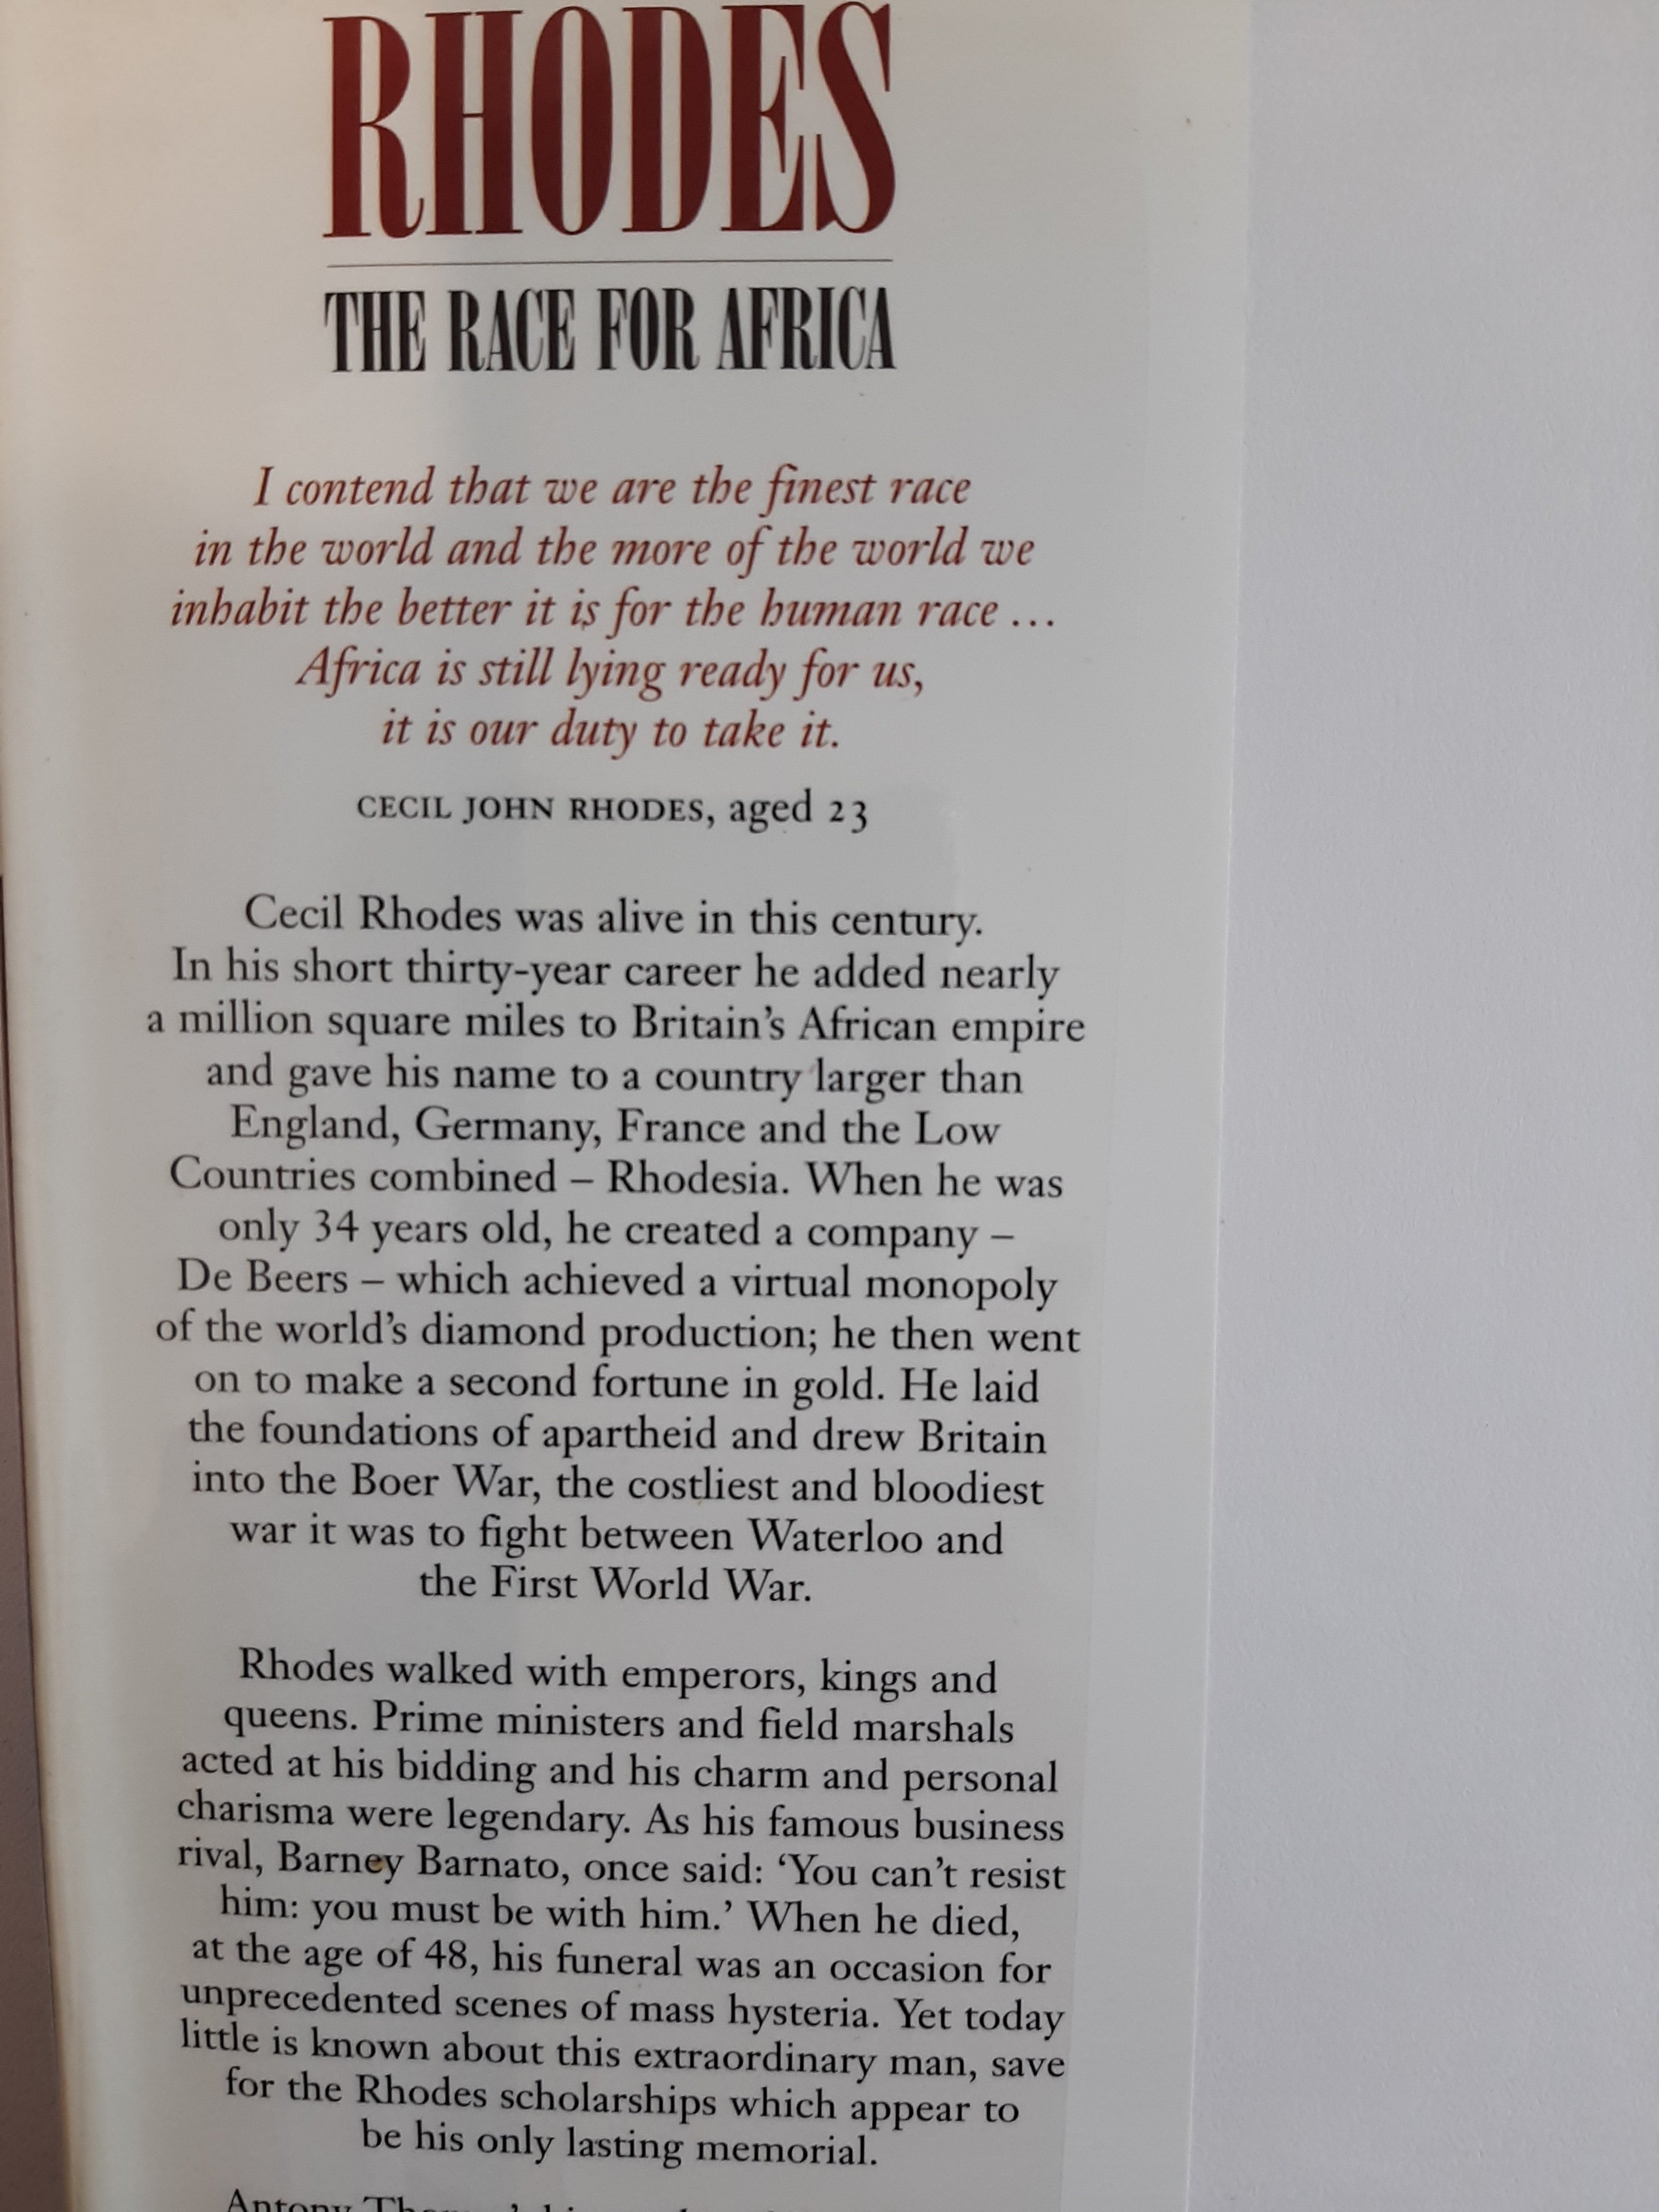 RHODES
THE RACE FOR AFRICA
I contend that we are the finest race
in the world and the more of the world we
inhabit the better it is for the human race ...
Africa is still lying ready for us,
it is our duty to take it.
CECIL JOHN RHODES, aged 23
Cecil Rhodes was alive in this century.
In his short thirty-year career he added nearly
a million square miles to Britain's African empire
and gave his name to a country larger than
England, Germany, France and the Low
Countries combined – Rhodesia. When he was
only 34 years old, he created a company –
De Beers – which achieved a virtual monopoly
of the world's diamond production; he then went
on to make a second fortune in gold. He laid
the foundations of apartheid and drew Britain
into the Boer War, the costliest and bloodiest
war it was to fight between Waterloo and
the First World War.
Rhodes walked with emperors, kings and
queens. Prime ministers and field marshals
acted at his bidding and his charm and personal
charisma were legendary. As his famous business
rival, Barney Barnato, once said: 'You can't resist
him: you must be with him.' When he died,
at the age of 48, his funeral was an occasion for
unprecedented scenes of mass hysteria. Yet today
little is known about this extraordinary man, save
for the Rhodes scholarships which appear to
be his only lasting memorial.
Antony